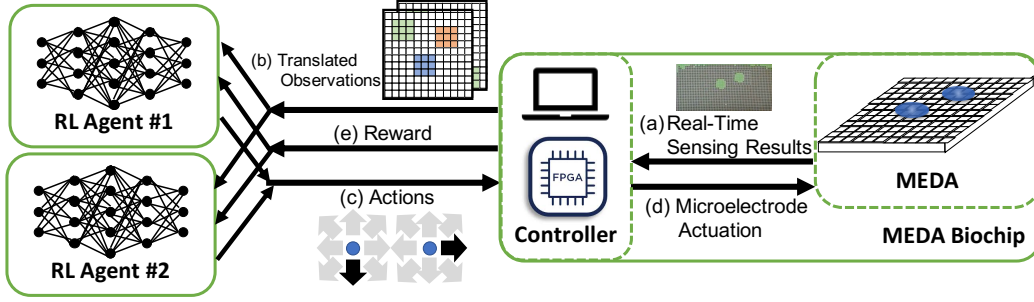 RL Agent #1
RL Agent #2
(b) Translated
Observations
(e) Reward
(c) Actions
FPGA
Controller
(a) Real-Time
Sensing Results
(d) Microelectrode
Actuation
MEDA
MEDA Biochip